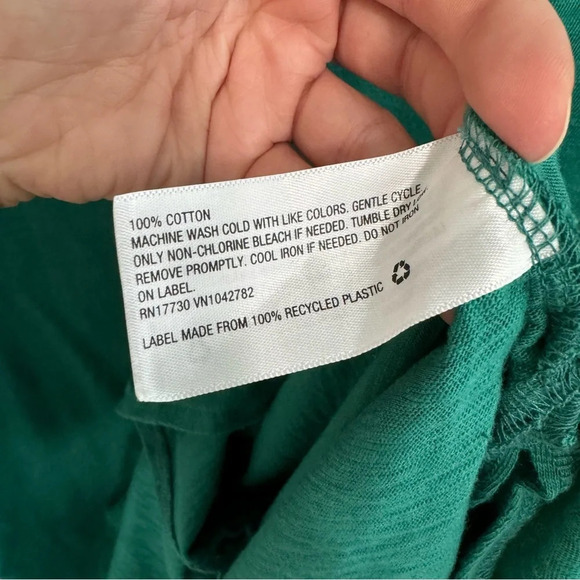 100% COTTON
MACHINE WASH COLD WITH LIKE COLORS. GENTLE CYCLE.
ONLY NON-CHLORINE BLEACH IF NEEDED. TUMBLE DRY
REMOVE PROMPTLY. COOL IRON IF NEEDED. DO NOT IRON
ON LABEL.
RN17730 VN1042782
LABEL MADE FROM 100% RECYCLED PLASTIC